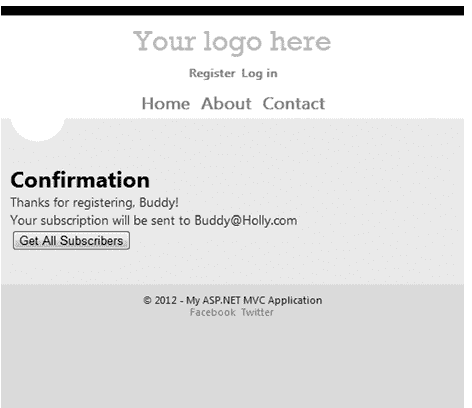 Your logo here
Register Log in
Home About Contact
Confirmation
Thanks for registering, Buddy!
Your subscription will be sent to Buddy@Holly.com
Get All Subscribers
© 2012 - My ASP.NET MVC Application
Facebook Twitter